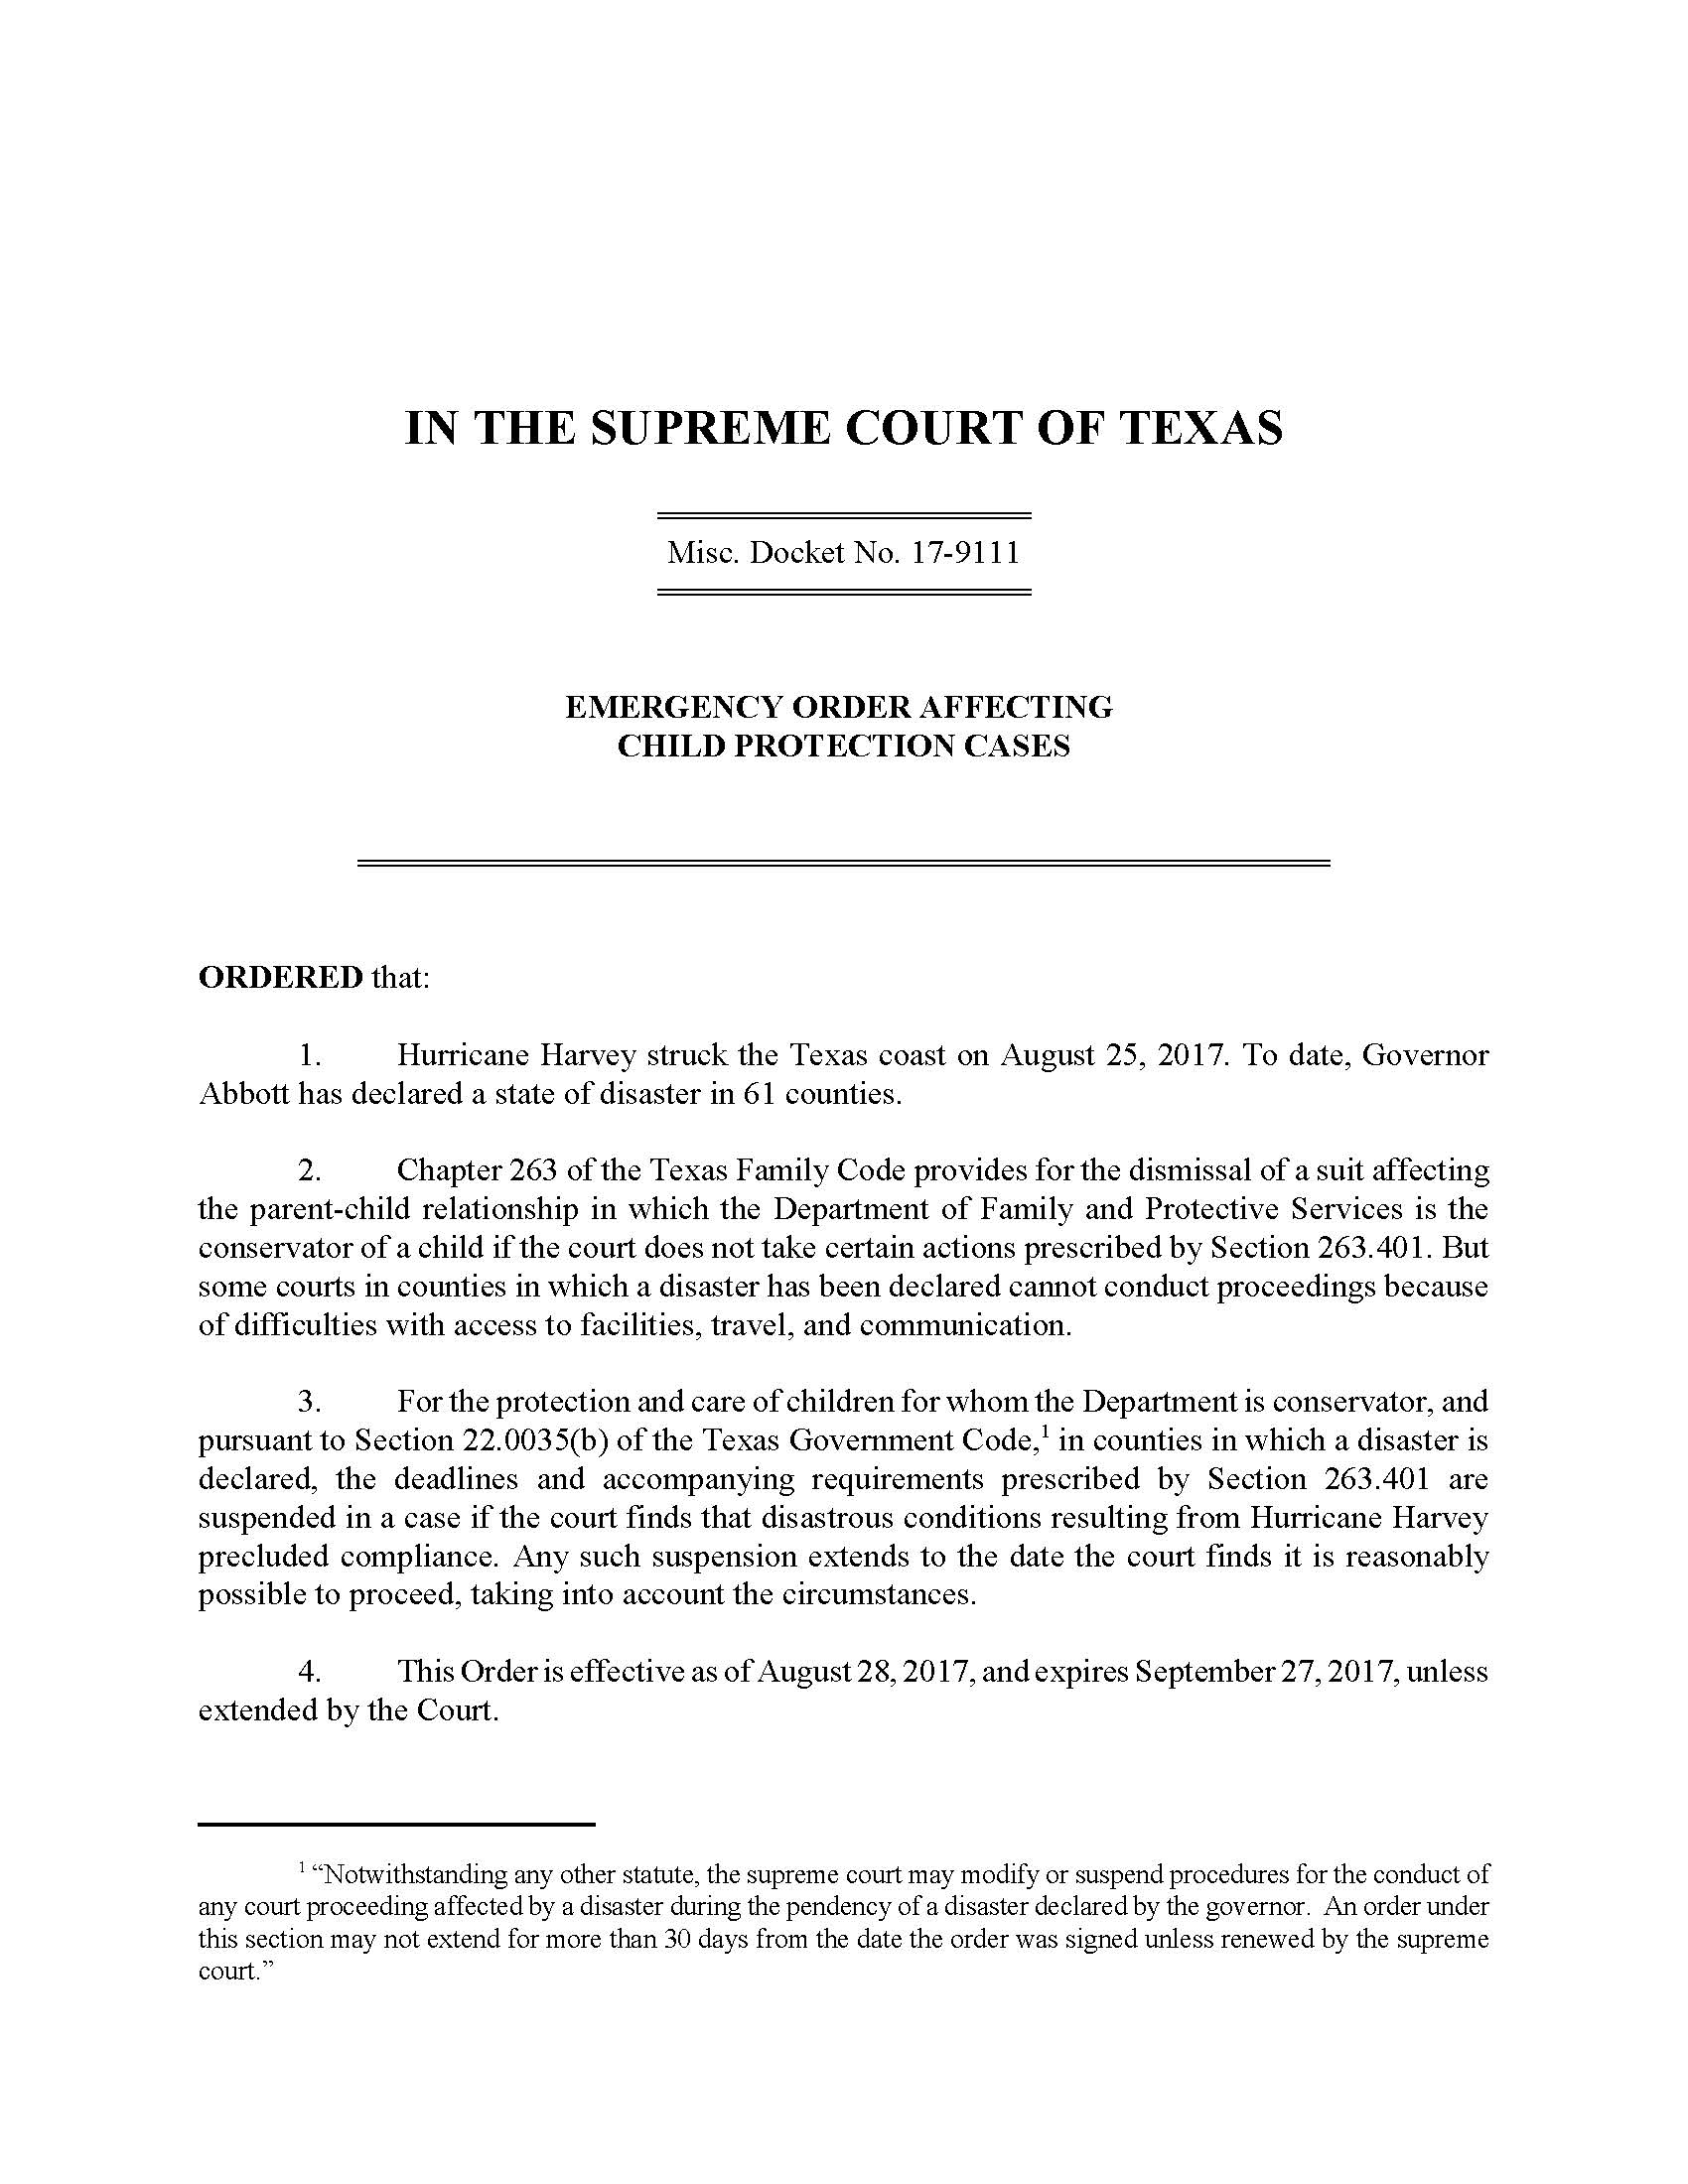 IN THE SUPREME COURT OF TEXAS
Misc. Docket No. 17-9111
EMERGENCY ORDER AFFECTING
CHILD PROTECTION CASES
ORDERED that:
1. Hurricane Harvey struck the Texas coast on August 25, 2017. To date, Governor
Abbott has declared a state of disaster in 61 counties.
2. Chapter 263 of the Texas Family Code provides for the dismissal of a suit affecting
the parent-child relationship in which the Department of Family and Protective Services is the
conservator of a child if the court does not take certain actions prescribed by Section 263.401. But
some courts in counties in which a disaster has been declared cannot conduct proceedings because
of difficulties with access to facilities, travel, and communication.
3. For the protection and care of children for whom the Department is conservator, and
pursuant to Section 22.0035(b) of the Texas Government Code,¹ in counties in which a disaster is
declared, the deadlines and accompanying requirements prescribed by Section 263.401 are
suspended in a case if the court finds that disastrous conditions resulting from Hurricane Harvey
precluded compliance. Any such suspension extends to the date the court finds it is reasonably
possible to proceed, taking into account the circumstances.
4. This Order is effective as of August 28, 2017, and expires September 27, 2017, unless
extended by the Court.
¹ “Notwithstanding any other statute, the supreme court may modify or suspend procedures for the conduct of
any court proceeding affected by a disaster during the pendency of a disaster declared by the governor. An order under
this section may not extend for more than 30 days from the date the order was signed unless renewed by the supreme
court.”